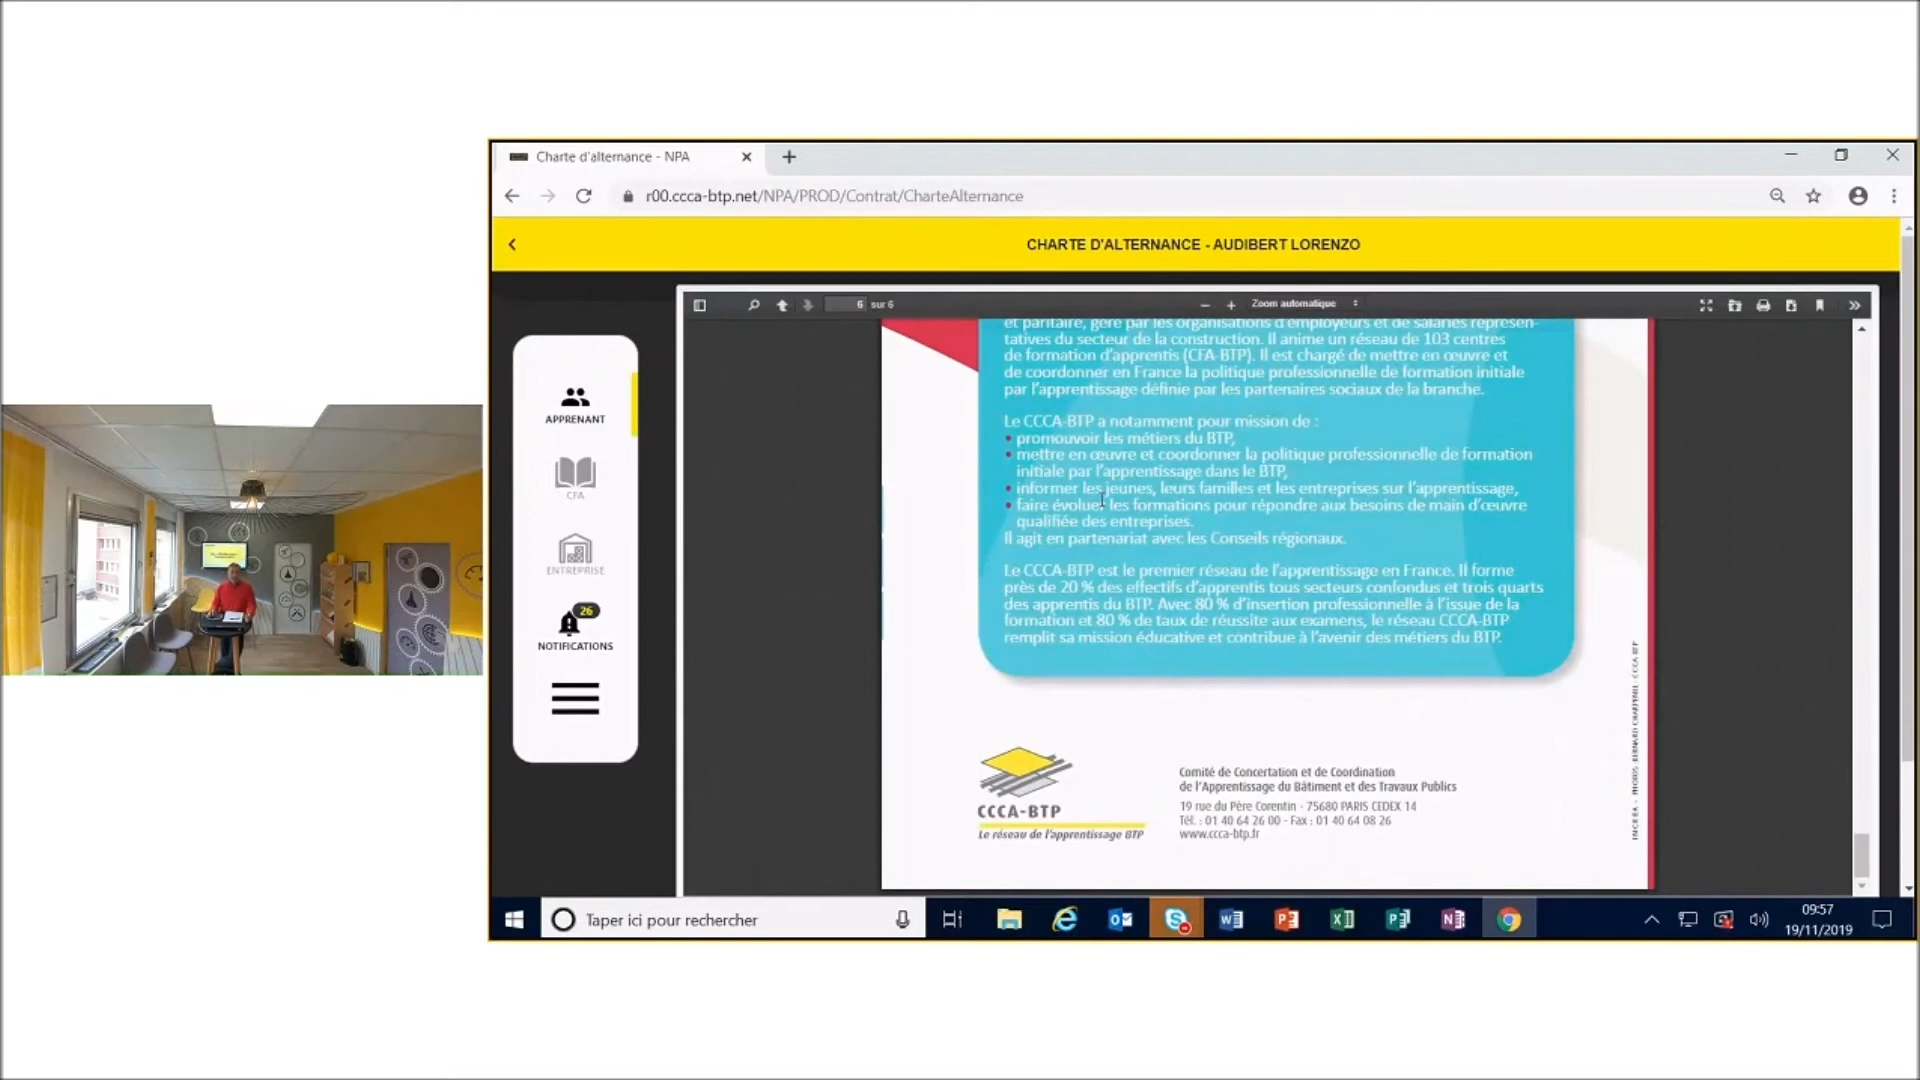 Charte d'alternance - NPA
r00.ccca-btp.net/NPA/PROD/Contrat/CharteAlternance
CHARTE D'ALTERNANCE - AUDIBERT LORENZO
6 sur 6
Zoom automatique
APPRENANT
CFA
ENTREPRISE
26
NOTIFICATIONS
et paritaire, géré par les organisations d'employeurs et de salariés représen-
tatives du secteur de la construction. Il anime un réseau de 103 centres
de formation d'apprentis (CFA-BTP). Il est chargé de mettre en œuvre et
de coordonner en France la politique professionnelle de formation initiale
par l'apprentissage définie par les partenaires sociaux de la branche.
Le CCCA-BTP a notamment pour mission de :
• promouvoir les métiers du BTP,
• mettre en œuvre et coordonner la politique professionnelle de formation
initiale par l'apprentissage dans le BTP,
• informer les jeunes, leurs familles et les entreprises sur l'apprentissage,
• faire évoluer les formations pour répondre aux besoins de main d'œuvre
qualifiée des entreprises.
Il agit en partenariat avec les Conseils régionaux.
Le CCCA-BTP est le premier réseau de l'apprentissage en France. Il forme
près de 20 % des effectifs d'apprentis tous secteurs confondus et trois quarts
des apprentis du BTP. Avec 80 % d'insertion professionnelle à l'issue de la
formation et 80 % de taux de réussite aux examens, le réseau CCCA-BTP
remplit sa mission éducative et contribue à l'avenir des métiers du BTP.
CCCA-BTP
Le réseau de l'apprentissage BTP
Comité de Concertation et de Coordination
de l'Apprentissage du Bâtiment et des Travaux Publics
19 rue du Père Corentin - 75680 PARIS CEDEX 14
Tél. : 01 40 64 26 00 - Fax : 01 40 64 08 26
www.ccca-btp.fr
Taper ici pour rechercher
09:57
19/11/2019